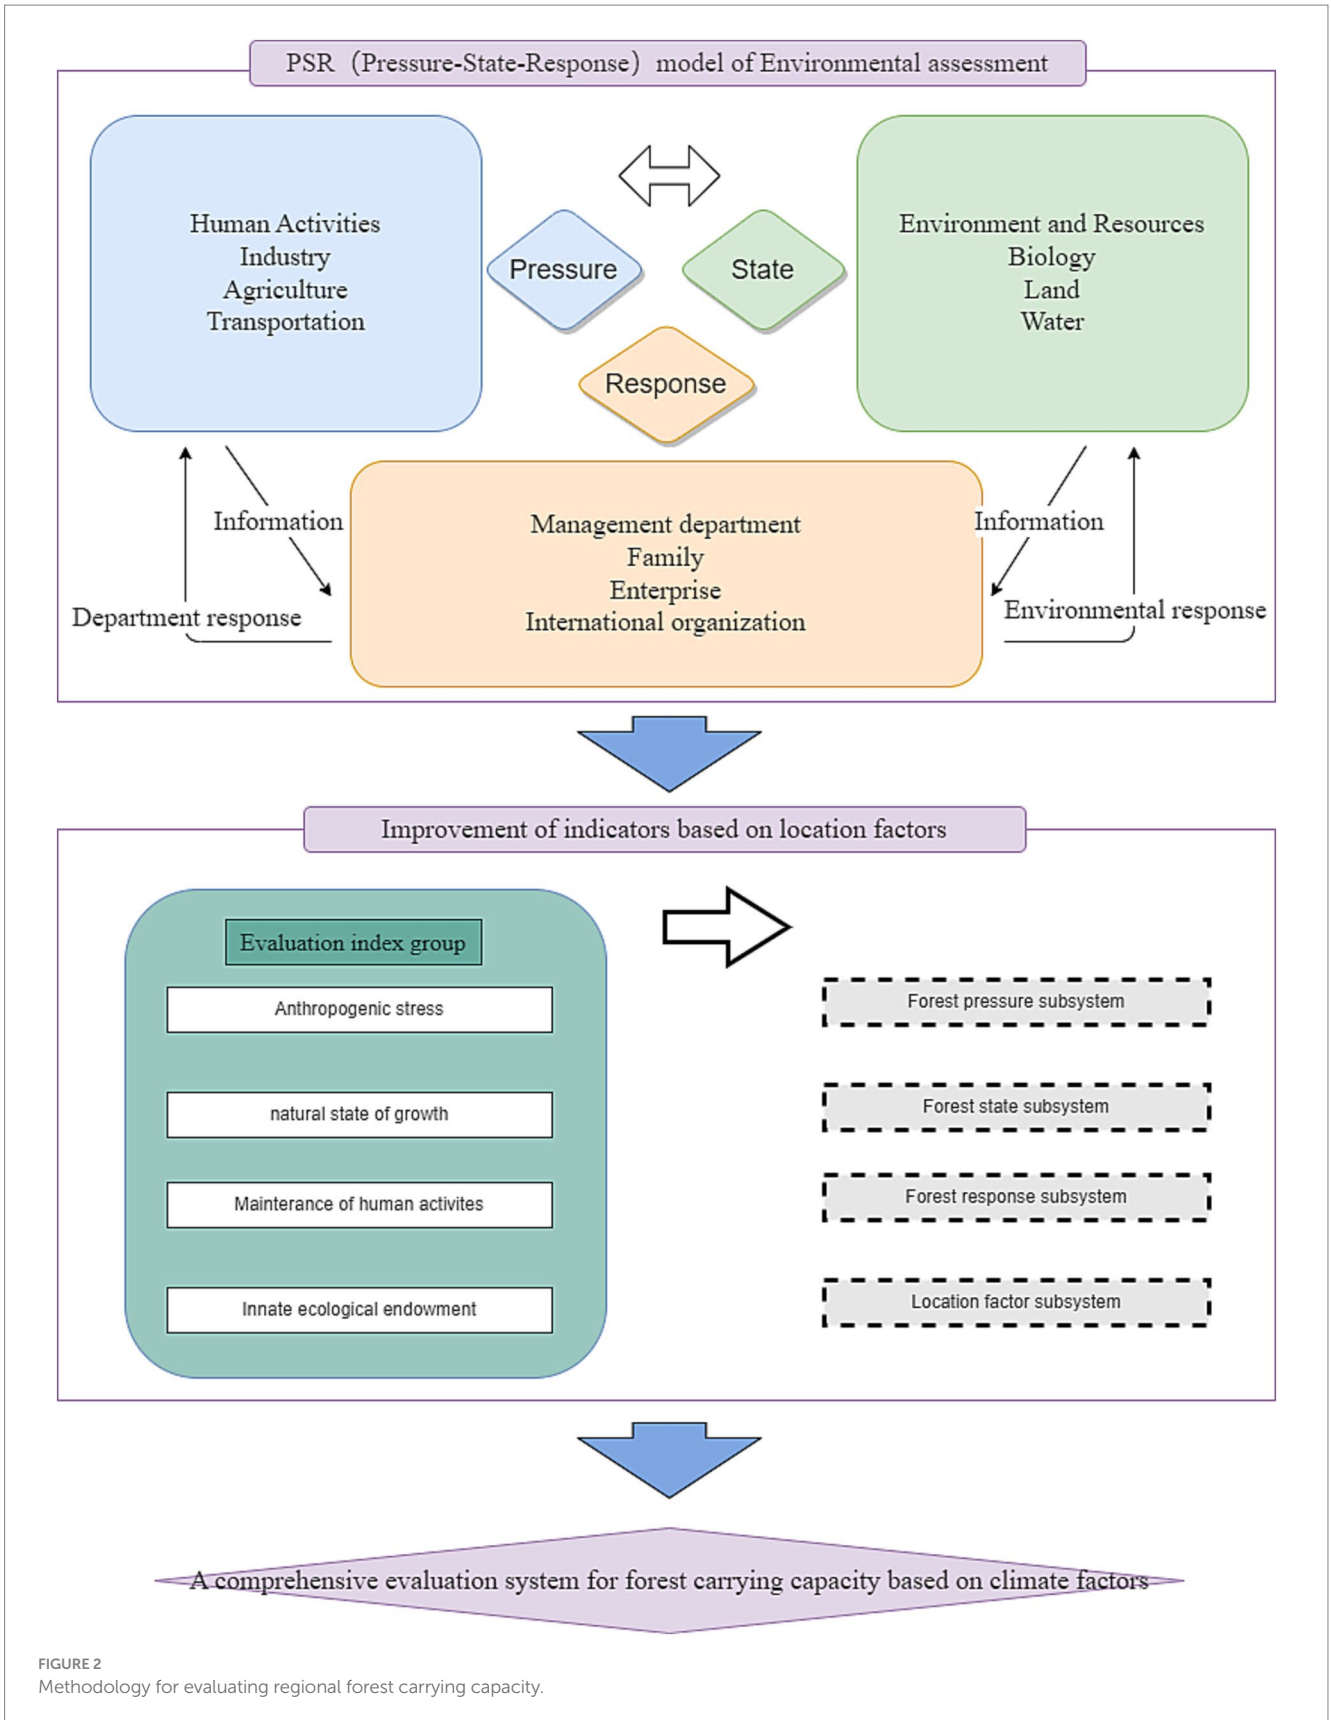 PSR（Pressure-State-Response）model of Environmental assessment
Human Activities
Industry
Agriculture
Transportation
Pressure
State
Response
Environment and Resources
Biology
Land
Water
Information
Department response
Management department
Family
Enterprise
International organization
Information
Environmental response
Improvement of indicators based on location factors
Evaluation index group
Anthropogenic stress
natural state of growth
Mainterance of human activites
Innate ecological endowment
Forest pressure subsystem
Forest state subsystem
Forest response subsystem
Location factor subsystem
A comprehensive evaluation system for forest carrying capacity based on climate factors
FIGURE 2
Methodology for evaluating regional forest carrying capacity.